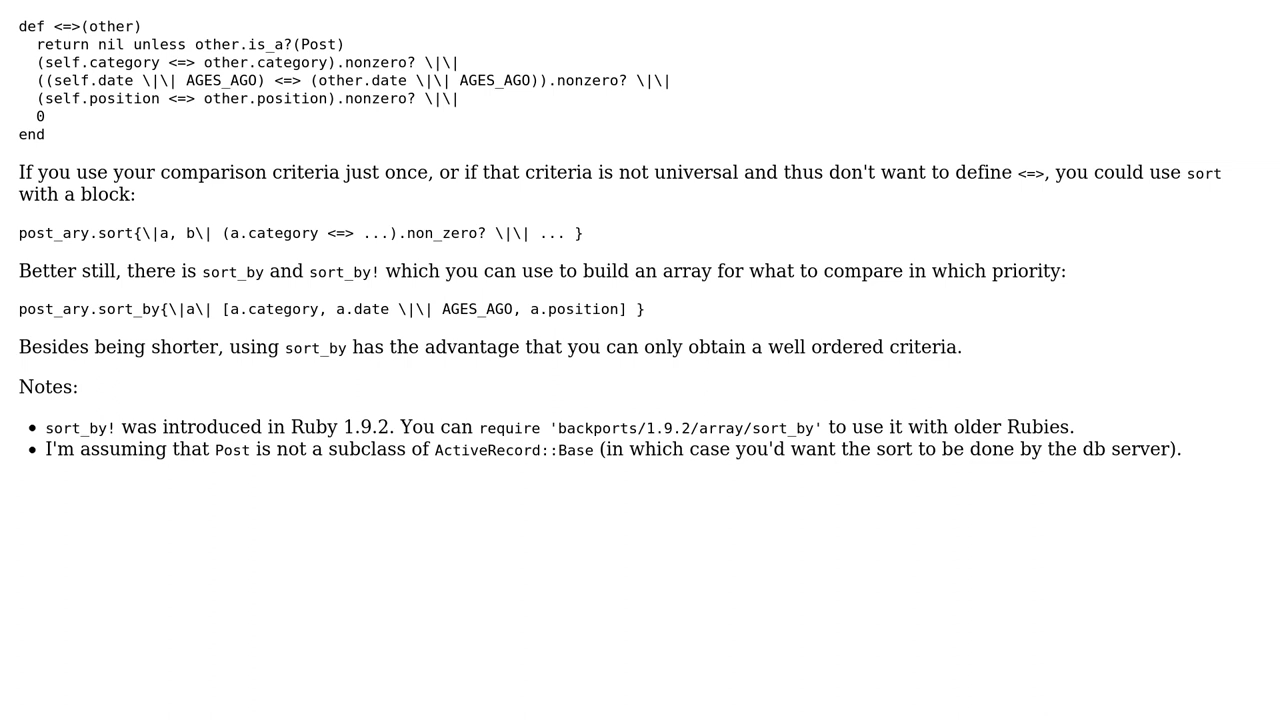 def <=>(other)
  return nil unless other.is_a?(Post)
  (self.category <=> other.category).nonzero? \|\|
  ((self.date \|\| AGES_AGO) <=> (other.date \|\| AGES_AGO)).nonzero? \|\|
  (self.position <=> other.position).nonzero? \|\|
  0
end
If you use your comparison criteria just once, or if that criteria is not universal and thus don't want to define <=>, you could use sort
with a block:
post_ary.sort{\|a, b\| (a.category <=> ...).non_zero? \|\| ... }
Better still, there is sort_by and sort_by! which you can use to build an array for what to compare in which priority:
post_ary.sort_by{\|a\| [a.category, a.date \|\| AGES_AGO, a.position] }
Besides being shorter, using sort_by has the advantage that you can only obtain a well ordered criteria.
Notes:
• sort_by! was introduced in Ruby 1.9.2. You can require 'backports/1.9.2/array/sort_by' to use it with older Rubies.
• I'm assuming that Post is not a subclass of ActiveRecord::Base (in which case you'd want the sort to be done by the db server).